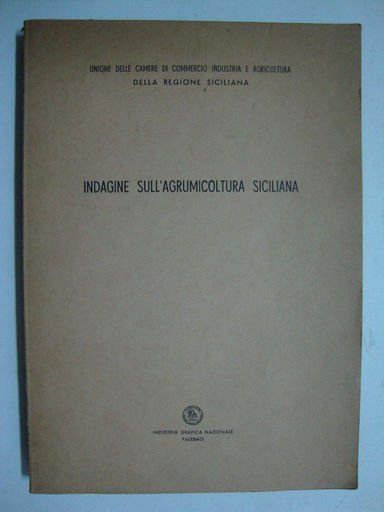 UNIONE DELLE CAMERE DI COMMERCIO INDUSTRIA E AGRICOLTURA
DELLA REGIONE SICILIANA
INDAGINE SULL'AGRUMICOLTURA SICILIANA
INDUSTRIA GRAFICA NAZIONALE
PALERMO